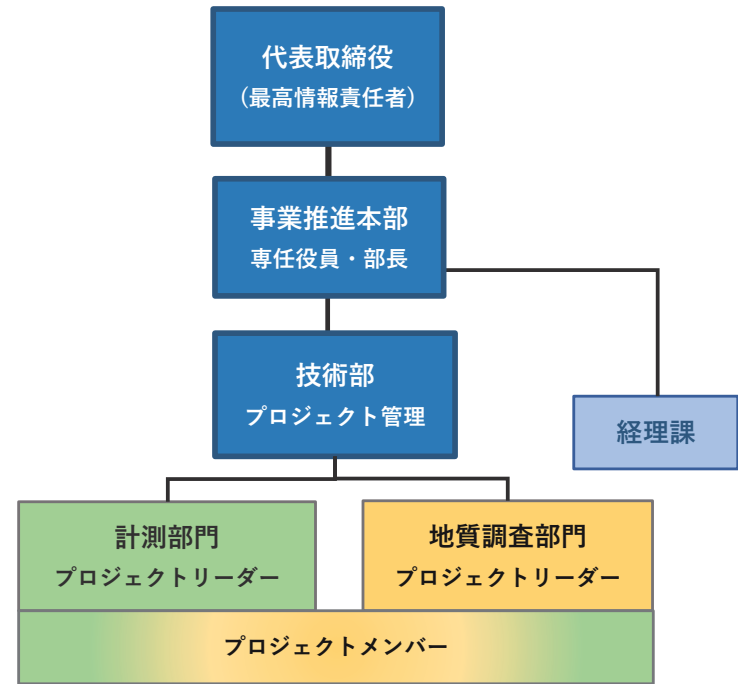 代表取締役
(最高情報責任者)
事業推進本部
専任役員・部長
技術部
プロジェクト管理
経理課
計測部門
プロジェクトリーダー
地質調査部門
プロジェクトリーダー
プロジェクトメンバー